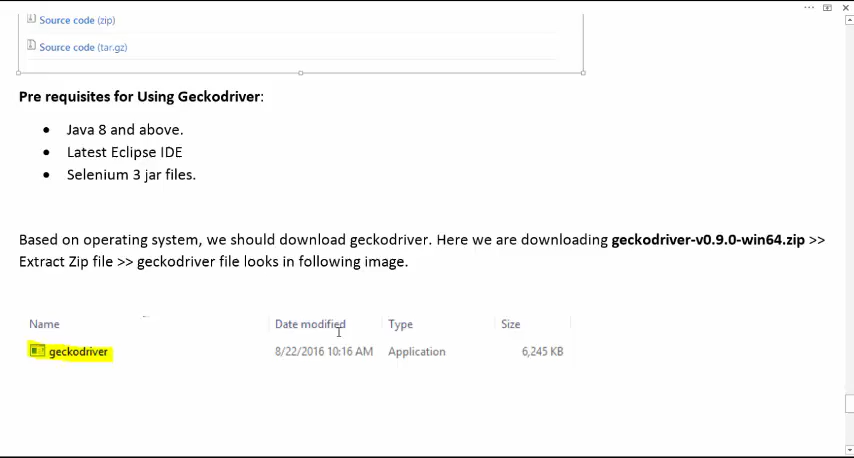 Source code (zip)
Source code (tar.gz)
Pre requisites for Using Geckodriver:
• Java 8 and above.
• Latest Eclipse IDE
• Selenium 3 jar files.
Based on operating system, we should download geckodriver. Here we are downloading geckodriver-v0.9.0-win64.zip >>
Extract Zip file >> geckodriver file looks in following image.
Name Date modified Type Size
geckodriver 8/22/2016 10:16 AM Application 6,245 KB